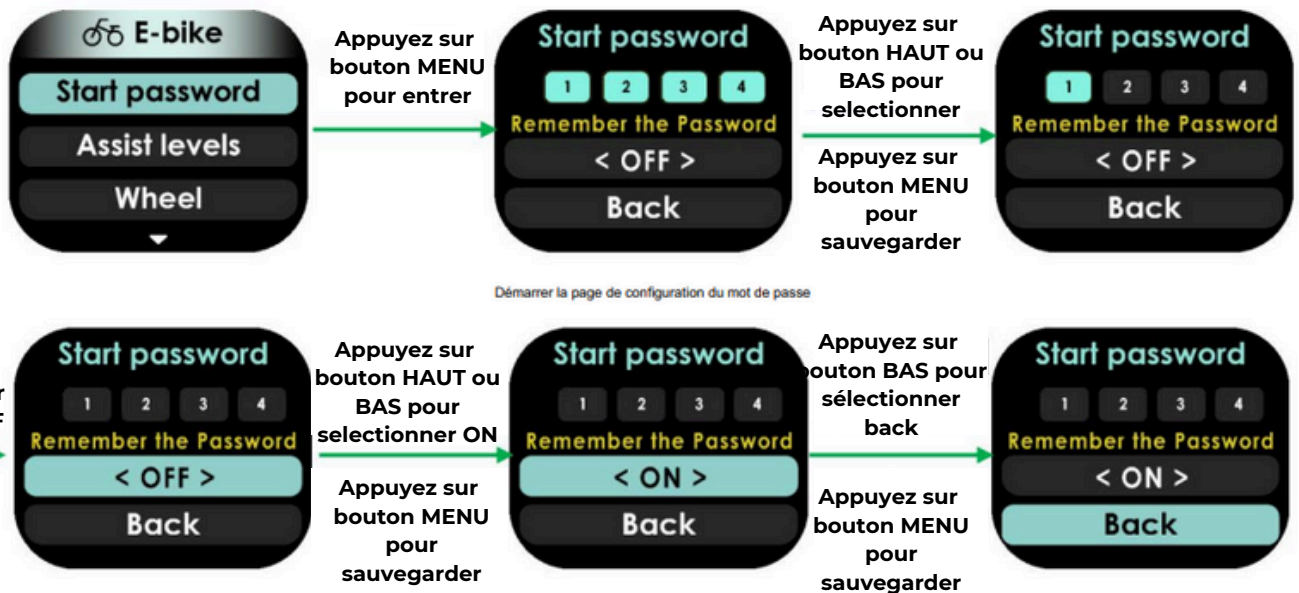 E-bike
Start password
Assist levels
Wheel
Appuyez sur
bouton MENU
pour entrer
Start password
1 2 3 4
Remember the Password
< OFF >
Back
Appuyez sur
bouton HAUT ou
BAS pour
selectionner
Appuyez sur
bouton MENU
pour
sauvegarder
Start password
1 2 3 4
Remember the Password
< OFF >
Back
Démarrer la page de configuration du mot de passe
Start password
1 2 3 4
Remember the Password
< OFF >
Back
Appuyez sur
bouton HAUT ou
BAS pour
selectionner ON
Appuyez sur
bouton MENU
pour
sauvegarder
Start password
1 2 3 4
Remember the Password
< ON >
Back
Appuyez sur
bouton BAS pour
sélectionner
back
Appuyez sur
bouton MENU
pour
sauvegarder
Start password
1 2 3 4
Remember the Password
< ON >
Back